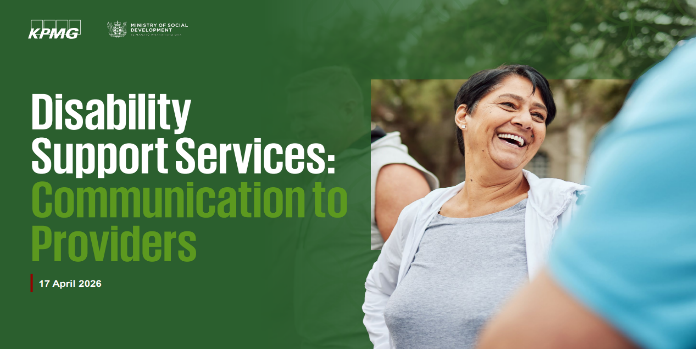 KPMG
MINISTRY OF SOCIAL
DEVELOPMENT
Disability
Support Services:
Communication to
Providers
17 April 2026